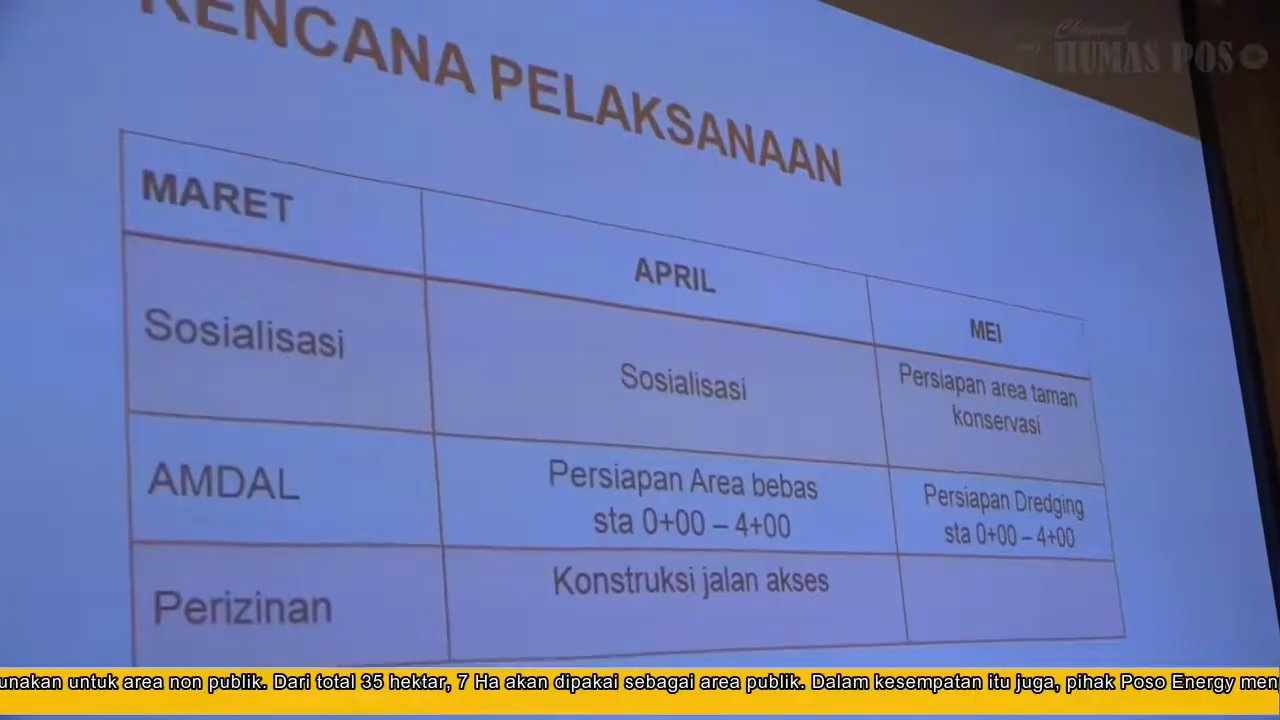 Channel
HUMAS POS
RENCANA PELAKSANAAN
MARET
APRIL
MEI
Sosialisasi
Sosialisasi
Persiapan area taman
konservasi
AMDAL
Persiapan Area bebas
sta 0+00 – 4+00
Persiapan Dredging
sta 0+00 – 4+00
Perizinan
Konstruksi jalan akses
unakan untuk area non publik. Dari total 35 hektar, 7 Ha akan dipakai sebagai area publik. Dalam kesempatan itu juga, pihak Poso Energy men